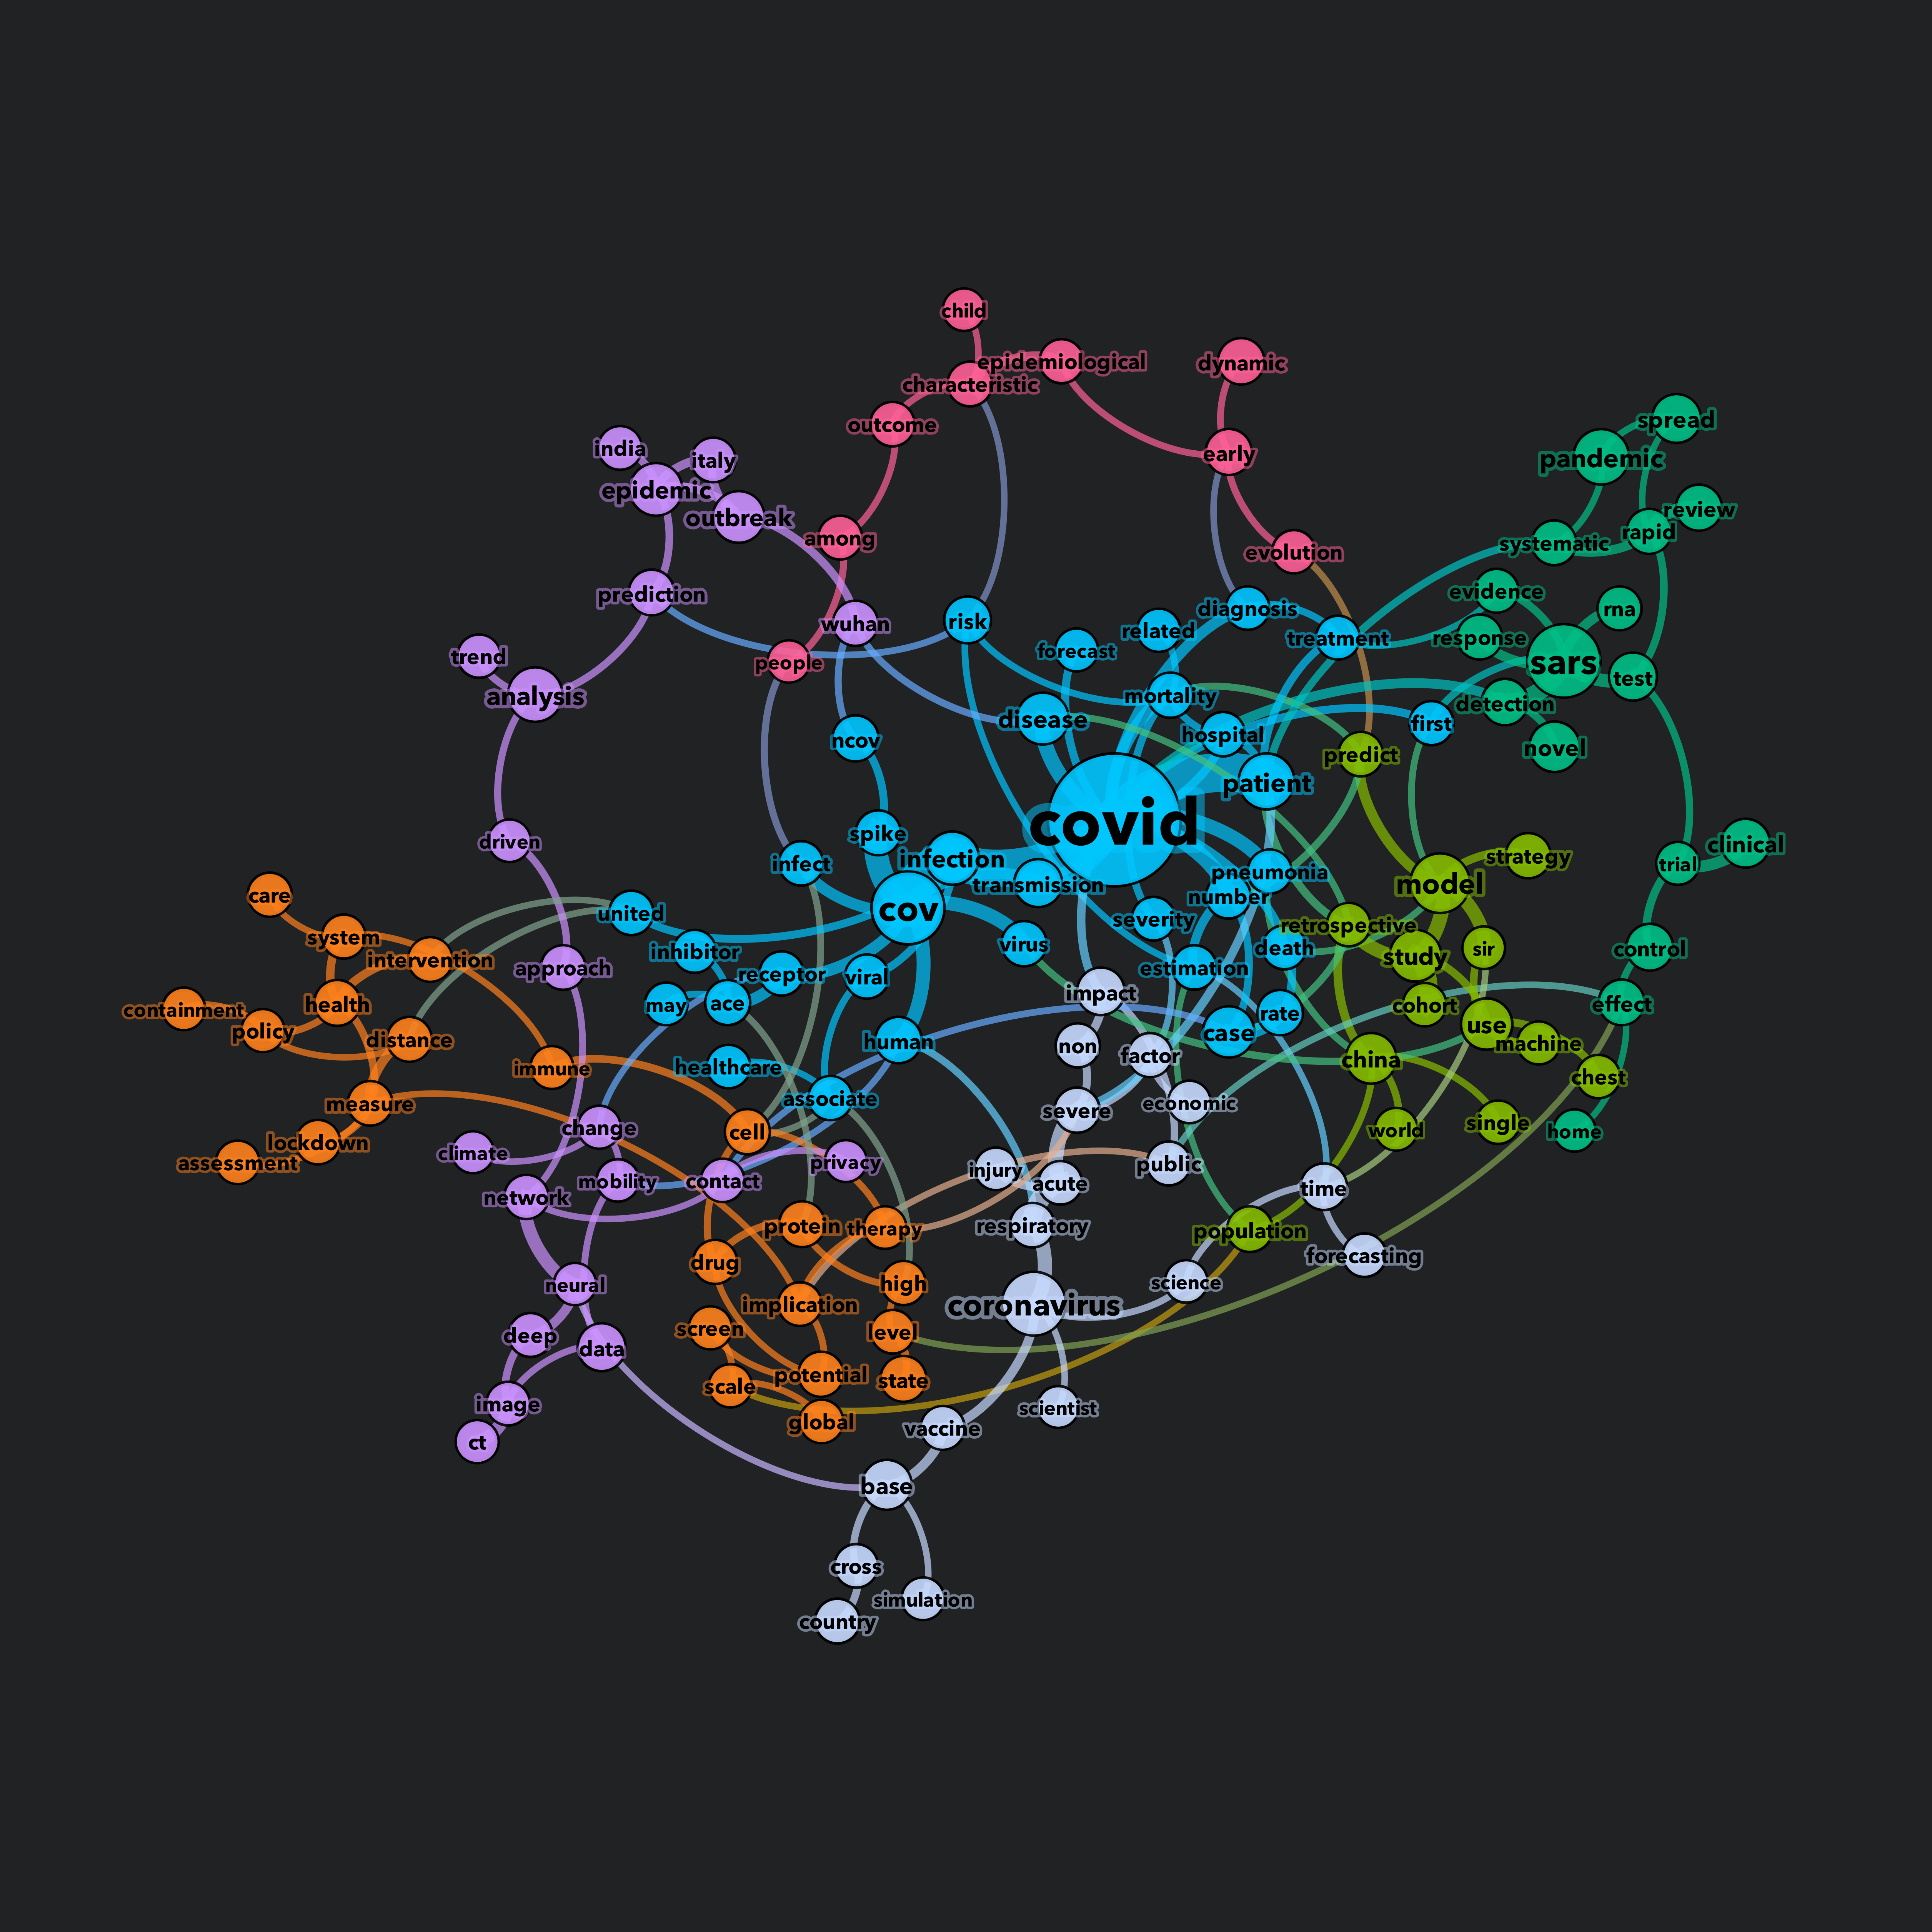 child
epidemiological
dynamic
characteristic
outcome
spread
early
india
italy
pandemic
epidemic
review
outbreak
rapid
among
systematic
evolution
evidence
prediction
rna
diagnosis
risk
wuhan
related
response
treatment
forecast
trend
people
sars
test
analysis
mortality
detection
disease
first
hospital
ncov
novel
predict
patient
covid
spike
driven
clinical
strategy
infection
infect
trial
pneumonia
model
transmission
care
number
cov
united
severity
retrospective
system
virus
death
sir
control
inhibitor
study
intervention
approach
estimation
receptor
viral
impact
health
may
ace
effect
cohort
containment
rate
use
policy
case
distance
human
machine
non
factor
china
immune
healthcare
chest
associate
measure
economic
severe
single
change
world
cell
home
lockdown
climate
assessment
privacy
public
injury
mobility
contact
acute
time
network
protein
therapy
respiratory
population
forecasting
drug
science
neural
high
implication
coronavirus
screen
level
deep
data
potential
state
scale
image
scientist
global
vaccine
ct
base
cross
simulation
country